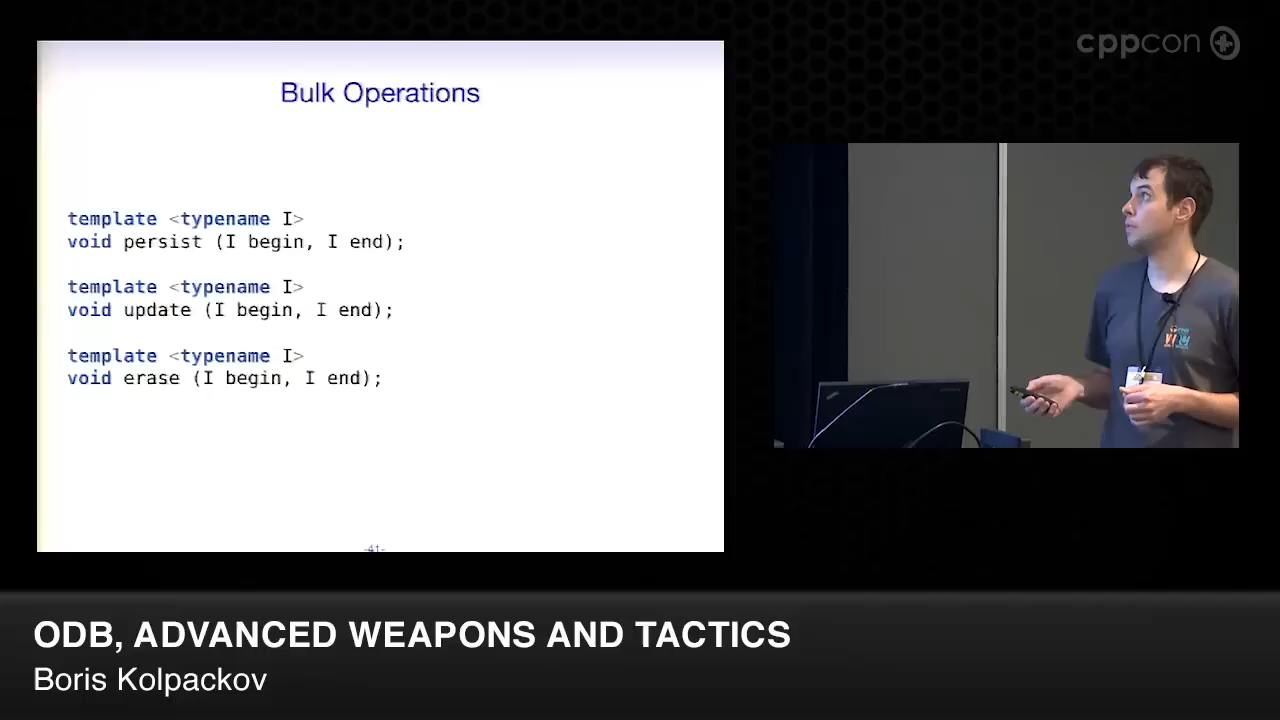 cppcon
Bulk Operations
template <typename I>
void persist (I begin, I end);
template <typename I>
void update (I begin, I end);
template <typename I>
void erase (I begin, I end);
-41-
ODB, ADVANCED WEAPONS AND TACTICS
Boris Kolpackov